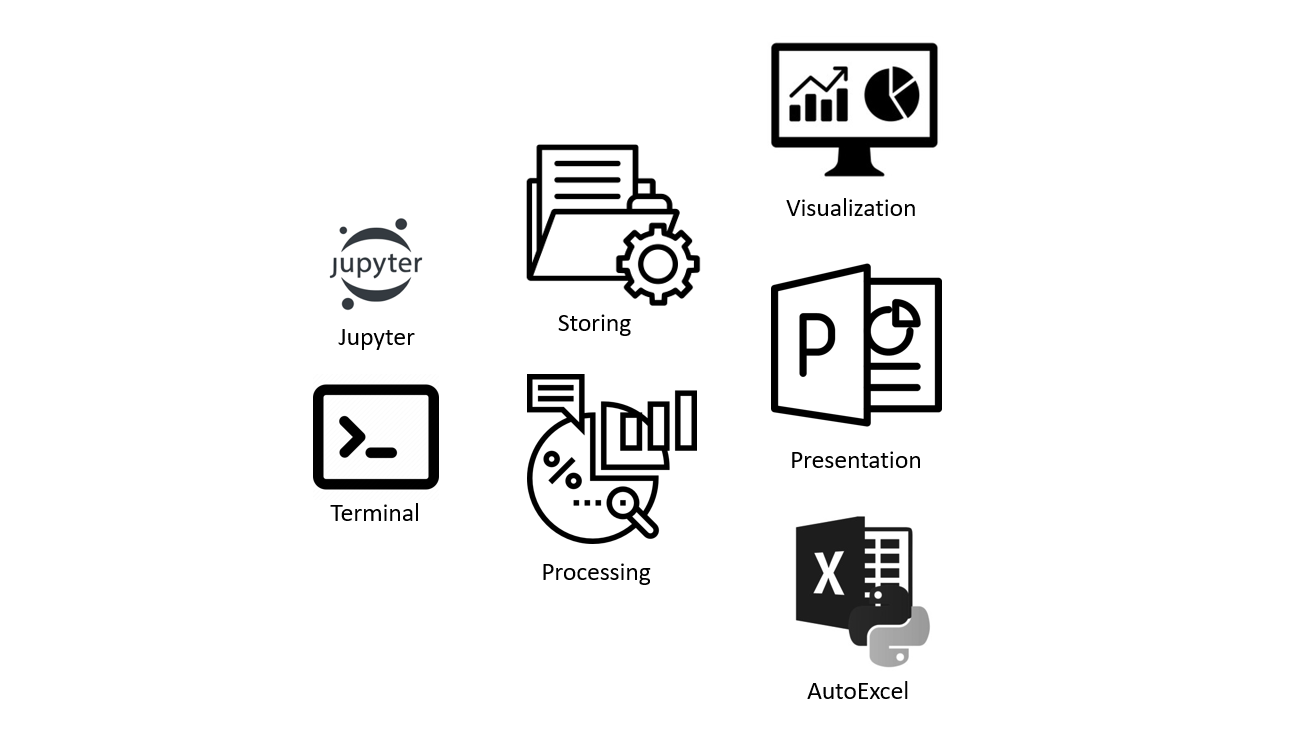 jupyter
Jupyter
>_
Terminal
Storing
%
Processing
Visualization
P
Presentation
X
AutoExcel